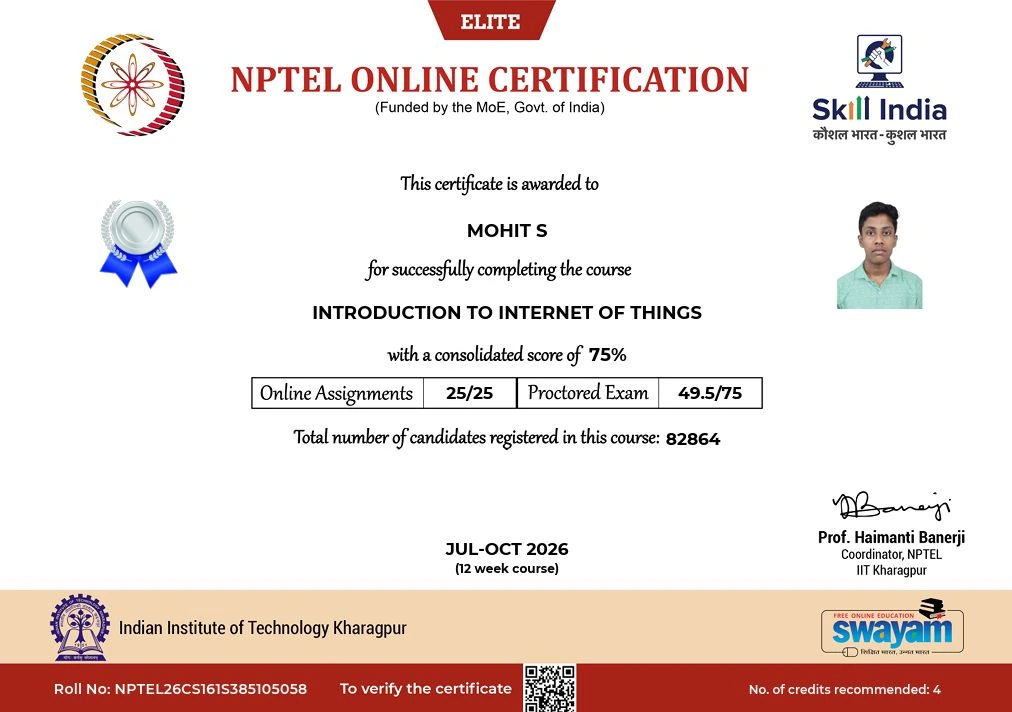 ELITE
NPTEL ONLINE CERTIFICATION
(Funded by the MoE, Govt. of India)
Skill India
कौशल भारत - कुशल भारत
This certificate is awarded to
MOHIT S
for successfully completing the course
INTRODUCTION TO INTERNET OF THINGS
with a consolidated score of 75%
Online Assignments 25/25 Proctored Exam 49.5/75
Total number of candidates registered in this course: 82864
JUL-OCT 2026
(12 week course)
Prof. Haimanti Banerji
Coordinator, NPTEL
IIT Kharagpur
Indian Institute of Technology Kharagpur
FREE ONLINE EDUCATION
swayam
शिक्षित भारत, उन्नत भारत
Roll No: NPTEL26CS161S385105058 To verify the certificate No. of credits recommended: 4